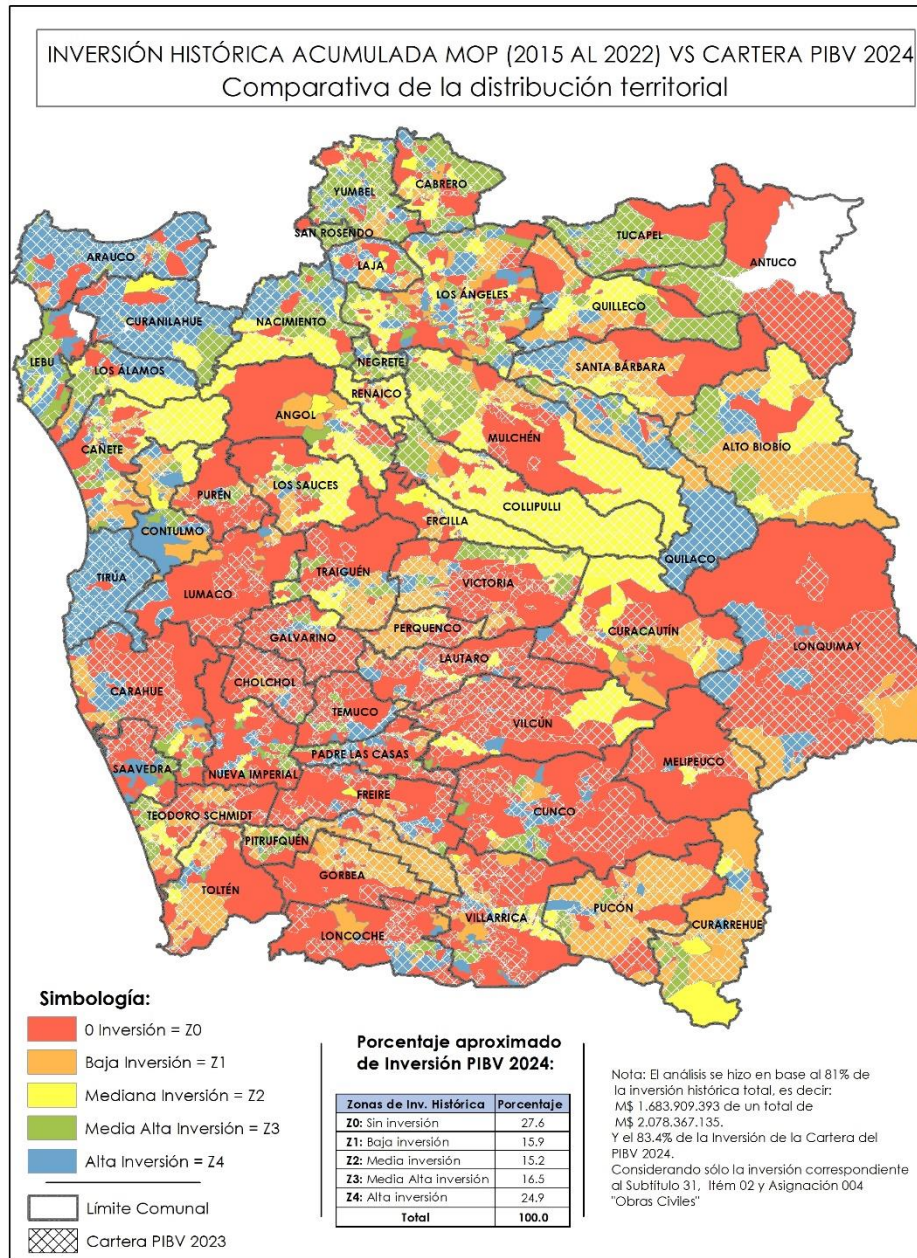 INVERSIÓN HISTÓRICA ACUMULADA MOP (2015 AL 2022) VS CARTERA PIBV 2024
Comparativa de la distribución territorial
CABRERO
YUMBEL
SAN ROSENDO
TUCAPEL
ANTUCO
ARAUCO
LAJA
LOS ÁNGELES
QUILLECO
CURANILAHUE
NACIMIENTO
NEGRETE
LEBU
LOS ÁLAMOS
SANTA BÁRBARA
RENAICO
ANGOL
MULCHÉN
ALTO BIOBÍO
CAÑETE
LOS SAUCES
PURÉN
COLLIPULLI
ERCILLA
CONTULMO
QUILACO
TIRÚA
TRAIGUÉN
VICTORIA
LUMACO
PERQUENCO
CURACAUTÍN
GALVARINO
LONQUIMAY
LAUTARO
CHOLCHOL
CARAHUE
TEMUCO
VILCÚN
PADRE LAS CASAS
MELIPEUCO
SAAVEDRA
NUEVA IMPERIAL
FREIRE
CUNCO
TEODORO SCHMIDT
PITRUFQUÉN
GORBEA
TOLTÉN
PUCÓN
VILLARRICA
CURARREHUE
LONCOCHE
Simbología:
0 Inversión = Z0
Baja Inversión = Z1
Mediana Inversión = Z2
Media Alta Inversión = Z3
Alta Inversión = Z4
Límite Comunal
Cartera PIBV 2023
Porcentaje aproximado
de Inversión PIBV 2024:
Zonas de Inv. Histórica Porcentaje
Z0: Sin inversión 27.6
Z1: Baja inversión 15.9
Z2: Media inversión 15.2
Z3: Media Alta inversión 16.5
Z4: Alta inversión 24.9
Total 100.0
Nota: El análisis se hizo en base al 81% de
la inversión histórica total, es decir:
M$ 1.683.909.393 de un total de
M$ 2.078.367.135.
Y el 83.4% de la Inversión de la Cartera del
PIBV 2024.
Considerando sólo la inversión correspondiente
al Subtítulo 31, Itém 02 y Asignación 004
"Obras Civiles"